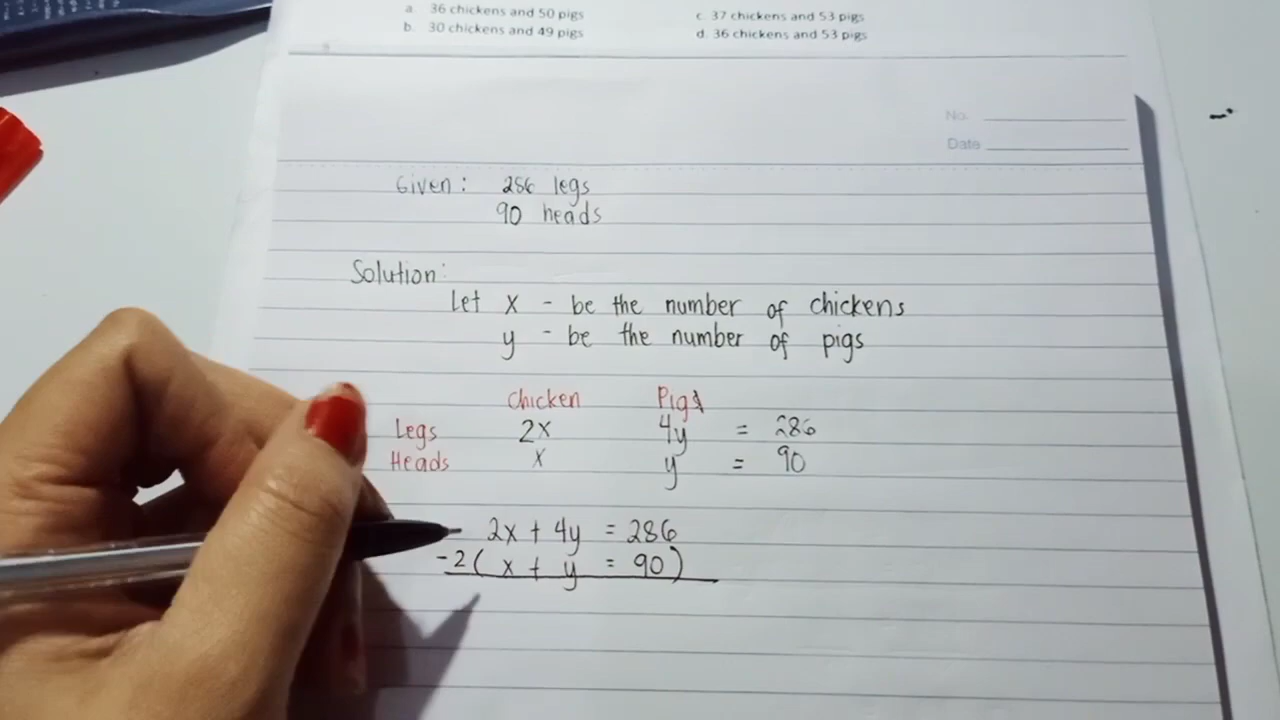 a. 36 chickens and 50 pigs
c. 37 chickens and 53 pigs
b. 30 chickens and 49 pigs
d. 36 chickens and 53 pigs
No.
Date
Given: 286 legs
90 heads
Solution:
Let x - be the number of chickens
y - be the number of pigs
Chicken Pigs
Legs 2x 4y = 286
Heads x y = 90
2x + 4y = 286
-2( x + y = 90)